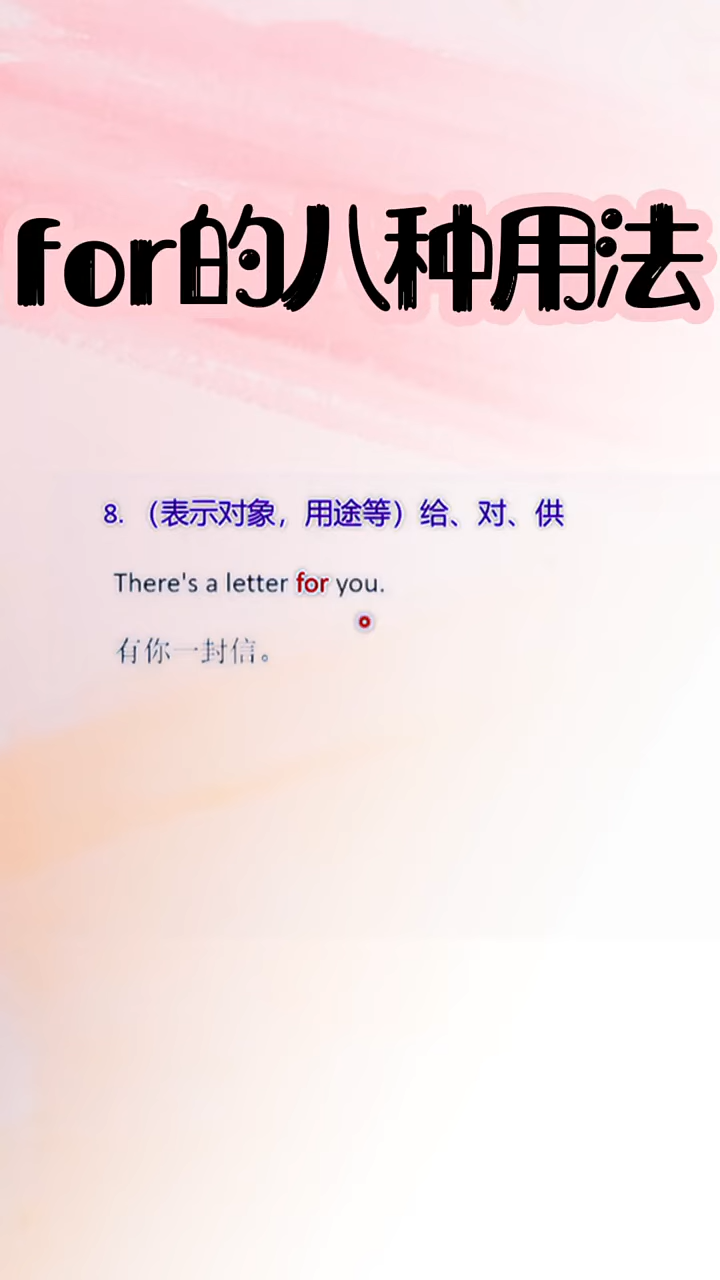 for的八种用法
8. （表示对象，用途等）给、对、供
There's a letter for you.
有你一封信。